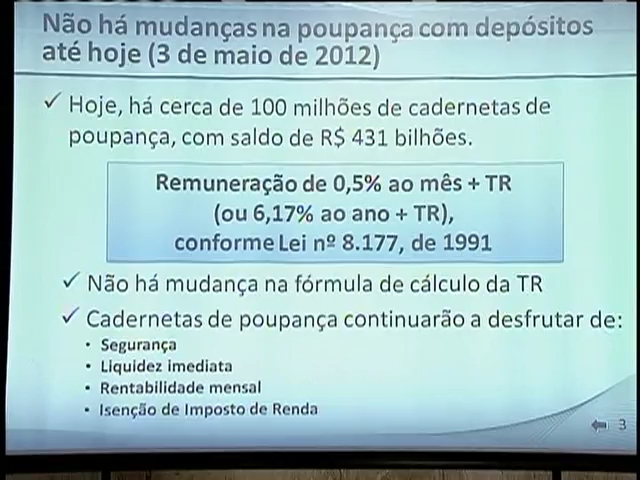 Não há mudanças na poupança com depósitos
até hoje (3 de maio de 2012)
✓ Hoje, há cerca de 100 milhões de cadernetas de
poupança, com saldo de R$ 431 bilhões.
Remuneração de 0,5% ao mês + TR
(ou 6,17% ao ano + TR),
conforme Lei nº 8.177, de 1991
✓ Não há mudança na fórmula de cálculo da TR
✓ Cadernetas de poupança continuarão a desfrutar de:
• Segurança
• Liquidez imediata
• Rentabilidade mensal
• Isenção de Imposto de Renda
3